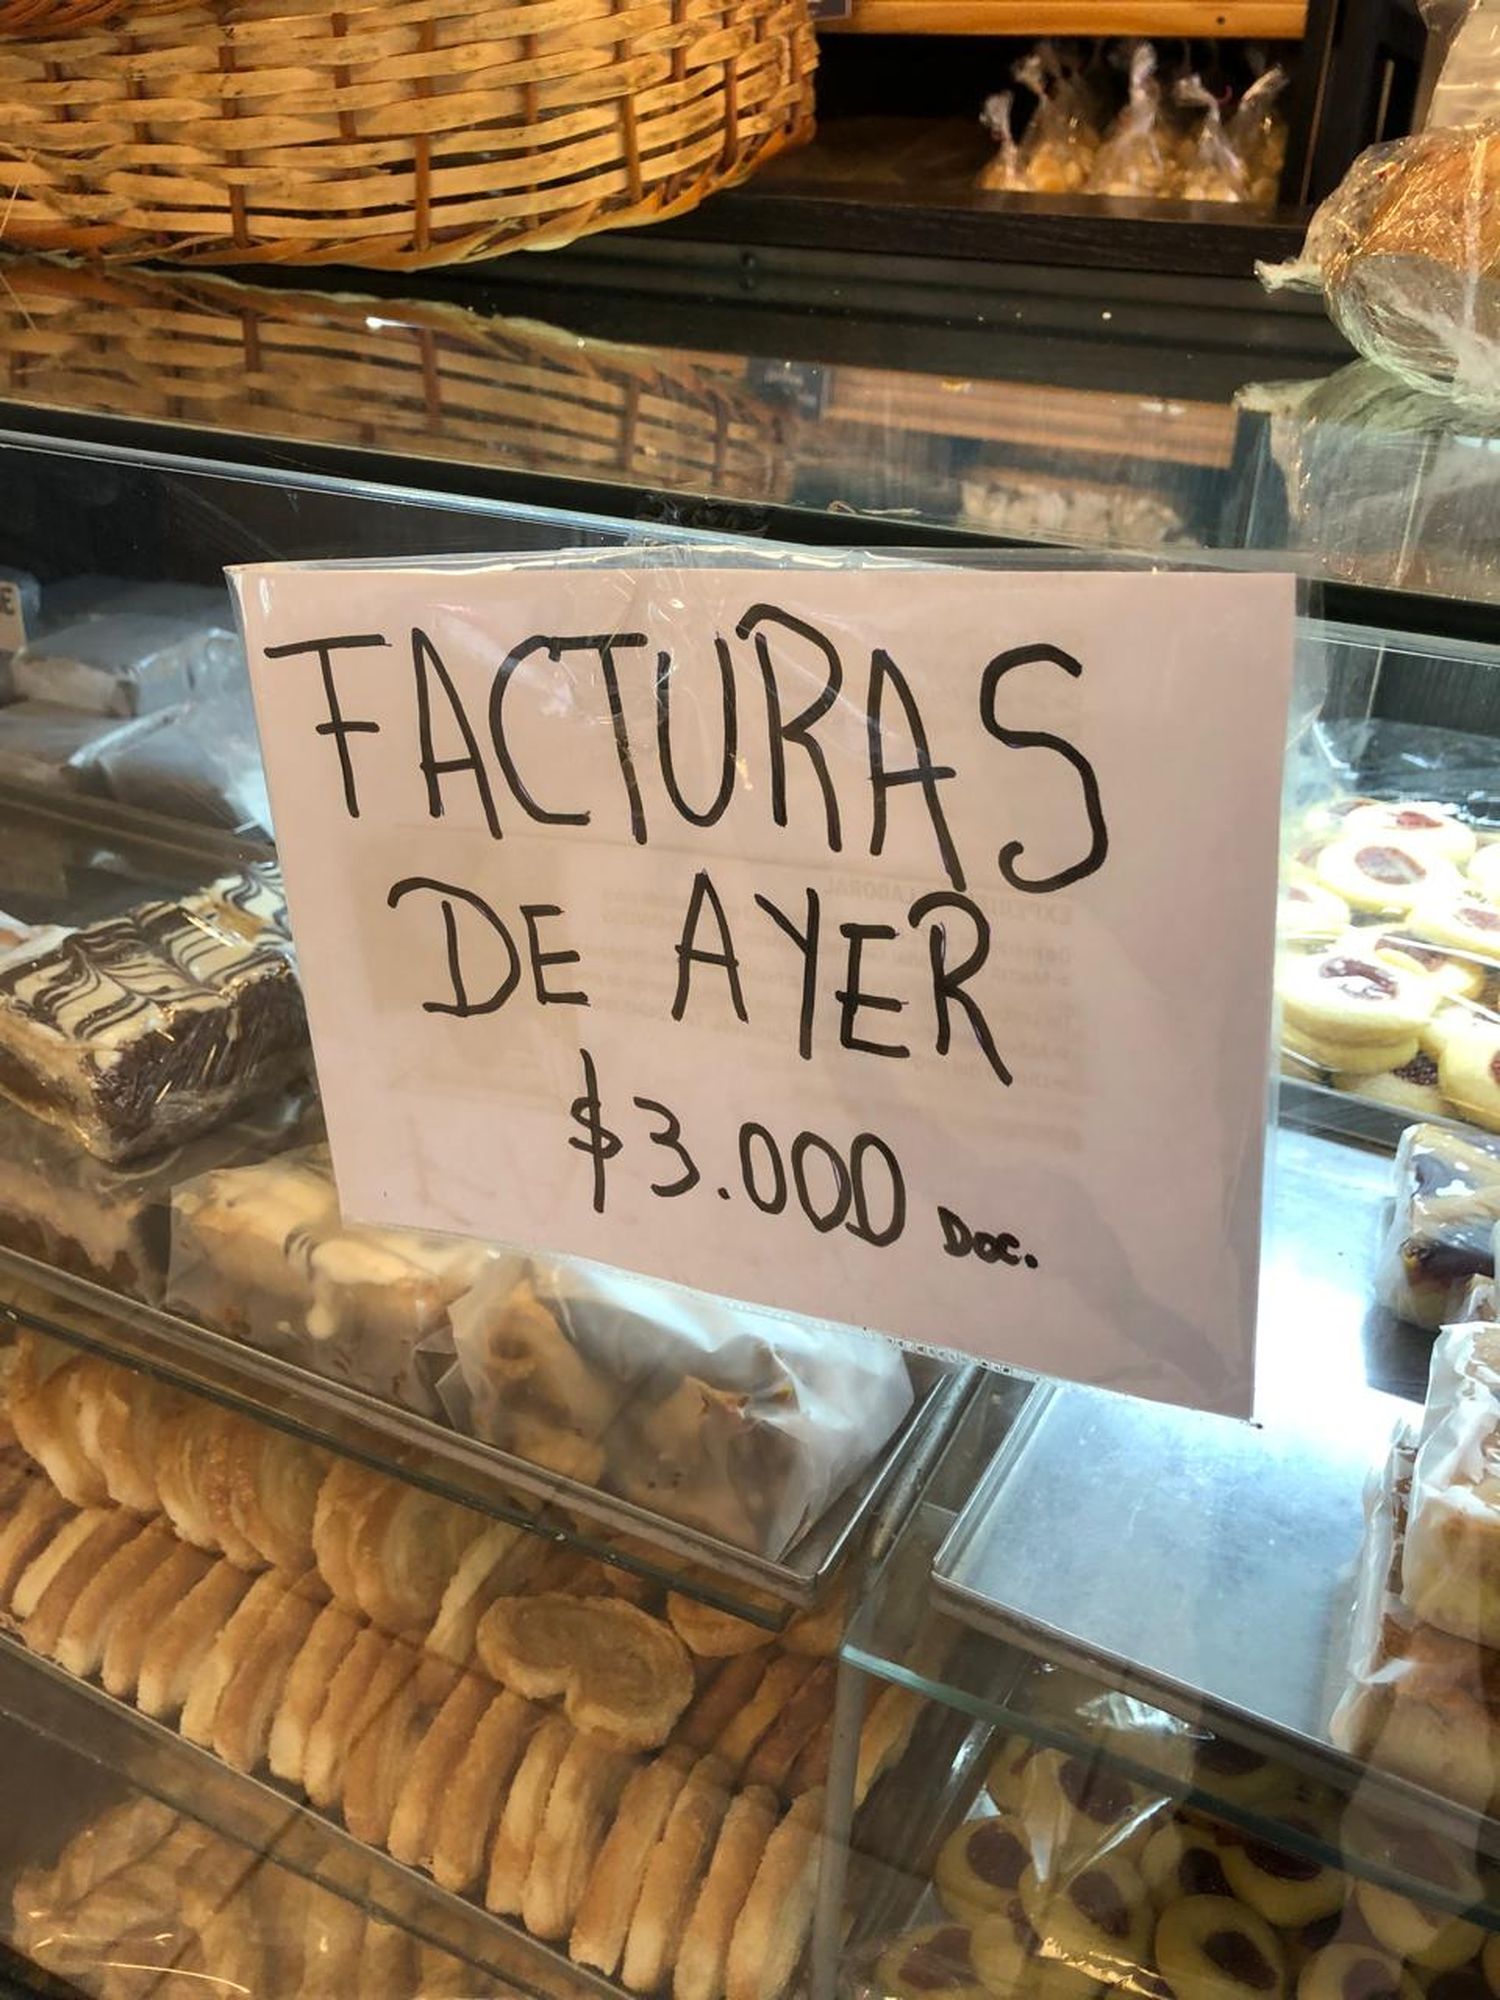 FACTURAS
DE AYER
$3.000 Doc.